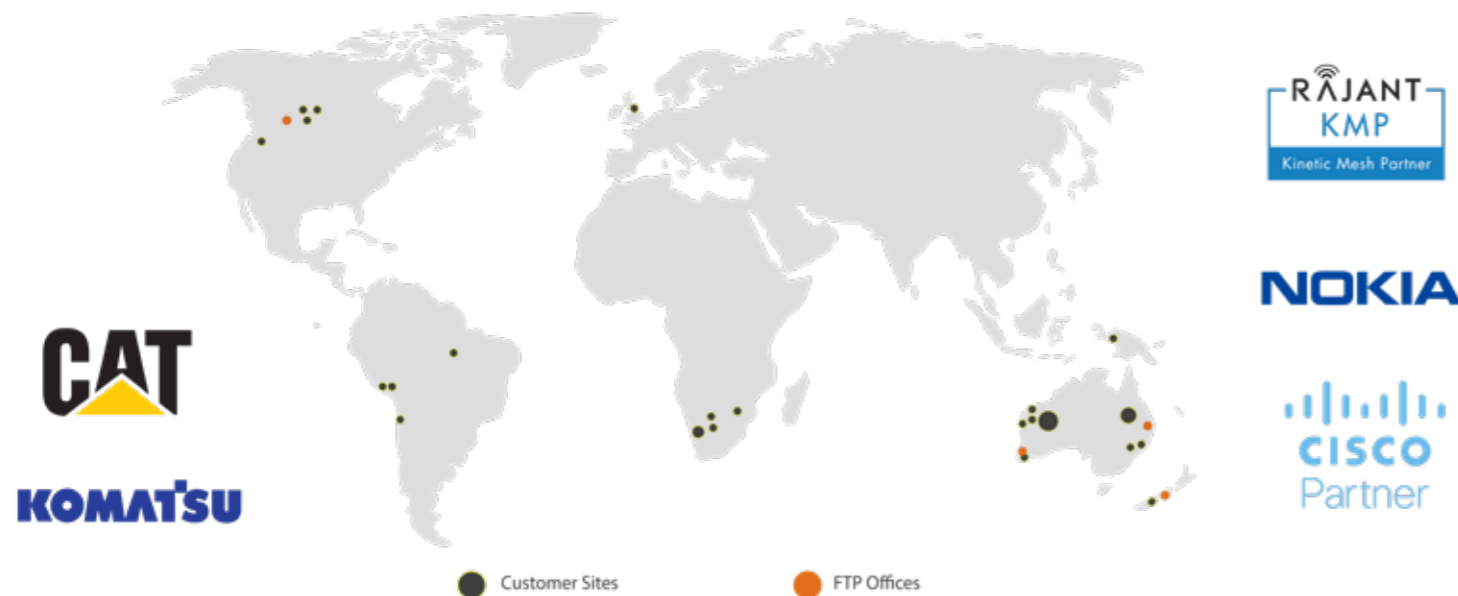 RAJANT
KMP
Kinetic Mesh Partner
NOKIA
CAT
CISCO
Partner
KOMATSU
Customer Sites
FTP Offices